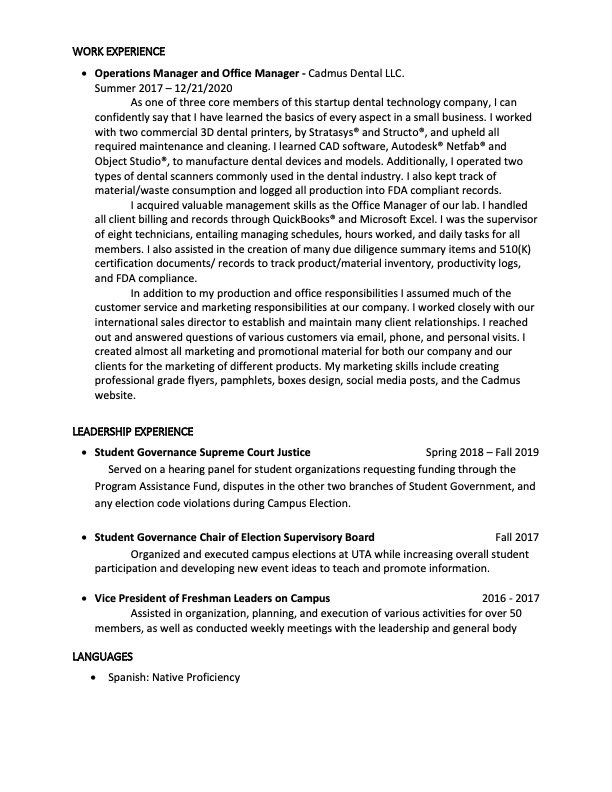 WORK EXPERIENCE
• Operations Manager and Office Manager - Cadmus Dental LLC.
Summer 2017 – 12/21/2020
As one of three core members of this startup dental technology company, I can
confidently say that I have learned the basics of every aspect in a small business. I worked
with two commercial 3D dental printers, by Stratasys® and Structo®, and upheld all
required maintenance and cleaning. I learned CAD software, Autodesk® Netfab® and
Object Studio®, to manufacture dental devices and models. Additionally, I operated two
types of dental scanners commonly used in the dental industry. I also kept track of
material/waste consumption and logged all production into FDA compliant records.
I acquired valuable management skills as the Office Manager of our lab. I handled
all client billing and records through QuickBooks® and Microsoft Excel. I was the supervisor
of eight technicians, entailing managing schedules, hours worked, and daily tasks for all
members. I also assisted in the creation of many due diligence summary items and 510(K)
certification documents/ records to track product/material inventory, productivity logs,
and FDA compliance.
In addition to my production and office responsibilities I assumed much of the
customer service and marketing responsibilities at our company. I worked closely with our
international sales director to establish and maintain many client relationships. I reached
out and answered questions of various customers via email, phone, and personal visits. I
created almost all marketing and promotional material for both our company and our
clients for the marketing of different products. My marketing skills include creating
professional grade flyers, pamphlets, boxes design, social media posts, and the Cadmus
website.
LEADERSHIP EXPERIENCE
• Student Governance Supreme Court Justice Spring 2018 – Fall 2019
Served on a hearing panel for student organizations requesting funding through the
Program Assistance Fund, disputes in the other two branches of Student Government, and
any election code violations during Campus Election.
• Student Governance Chair of Election Supervisory Board Fall 2017
Organized and executed campus elections at UTA while increasing overall student
participation and developing new event ideas to teach and promote information.
• Vice President of Freshman Leaders on Campus 2016 - 2017
Assisted in organization, planning, and execution of various activities for over 50
members, as well as conducted weekly meetings with the leadership and general body
LANGUAGES
• Spanish: Native Proficiency